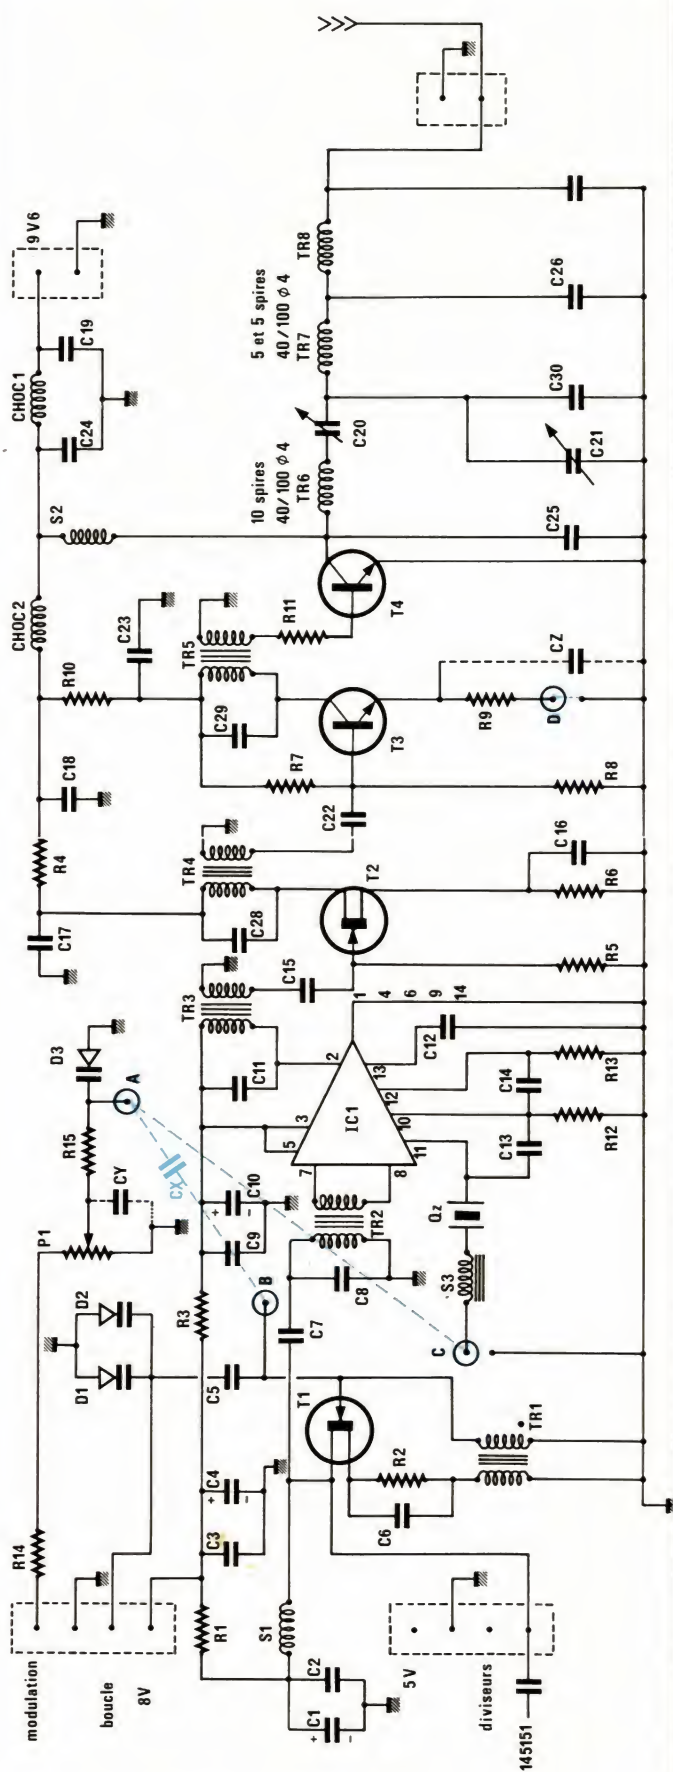 modulation
boucle
8V
R14
P1
CY
R15
A
D3
D1
D2
CX
B
R1
C3
C4
+
−
C5
R3
C9
C10
+
−
C11
TR3
C17
R4
C18
CHOC2
R10
C23
S2
C24
CHOC1
C19
9V6
C1
+
−
C2
S1
T1
C6
R2
TR1
C7
C8
TR2
7
8
5
3
2
IC1
11
10
12
13
1
4
6
9
14
C15
C28
TR4
T2
C22
R7
C29
TR5
R11
T3
T4
10 spires
40/100 Ø 4
TR6
C20
5 et 5 spires
40/100 Ø 4
TR7
TR8
C
S3
Qz
C13
C14
R12
R13
C12
R5
R6
C16
R8
R9
D
CZ
C25
C21
C30
C26
5V
diviseurs
145151